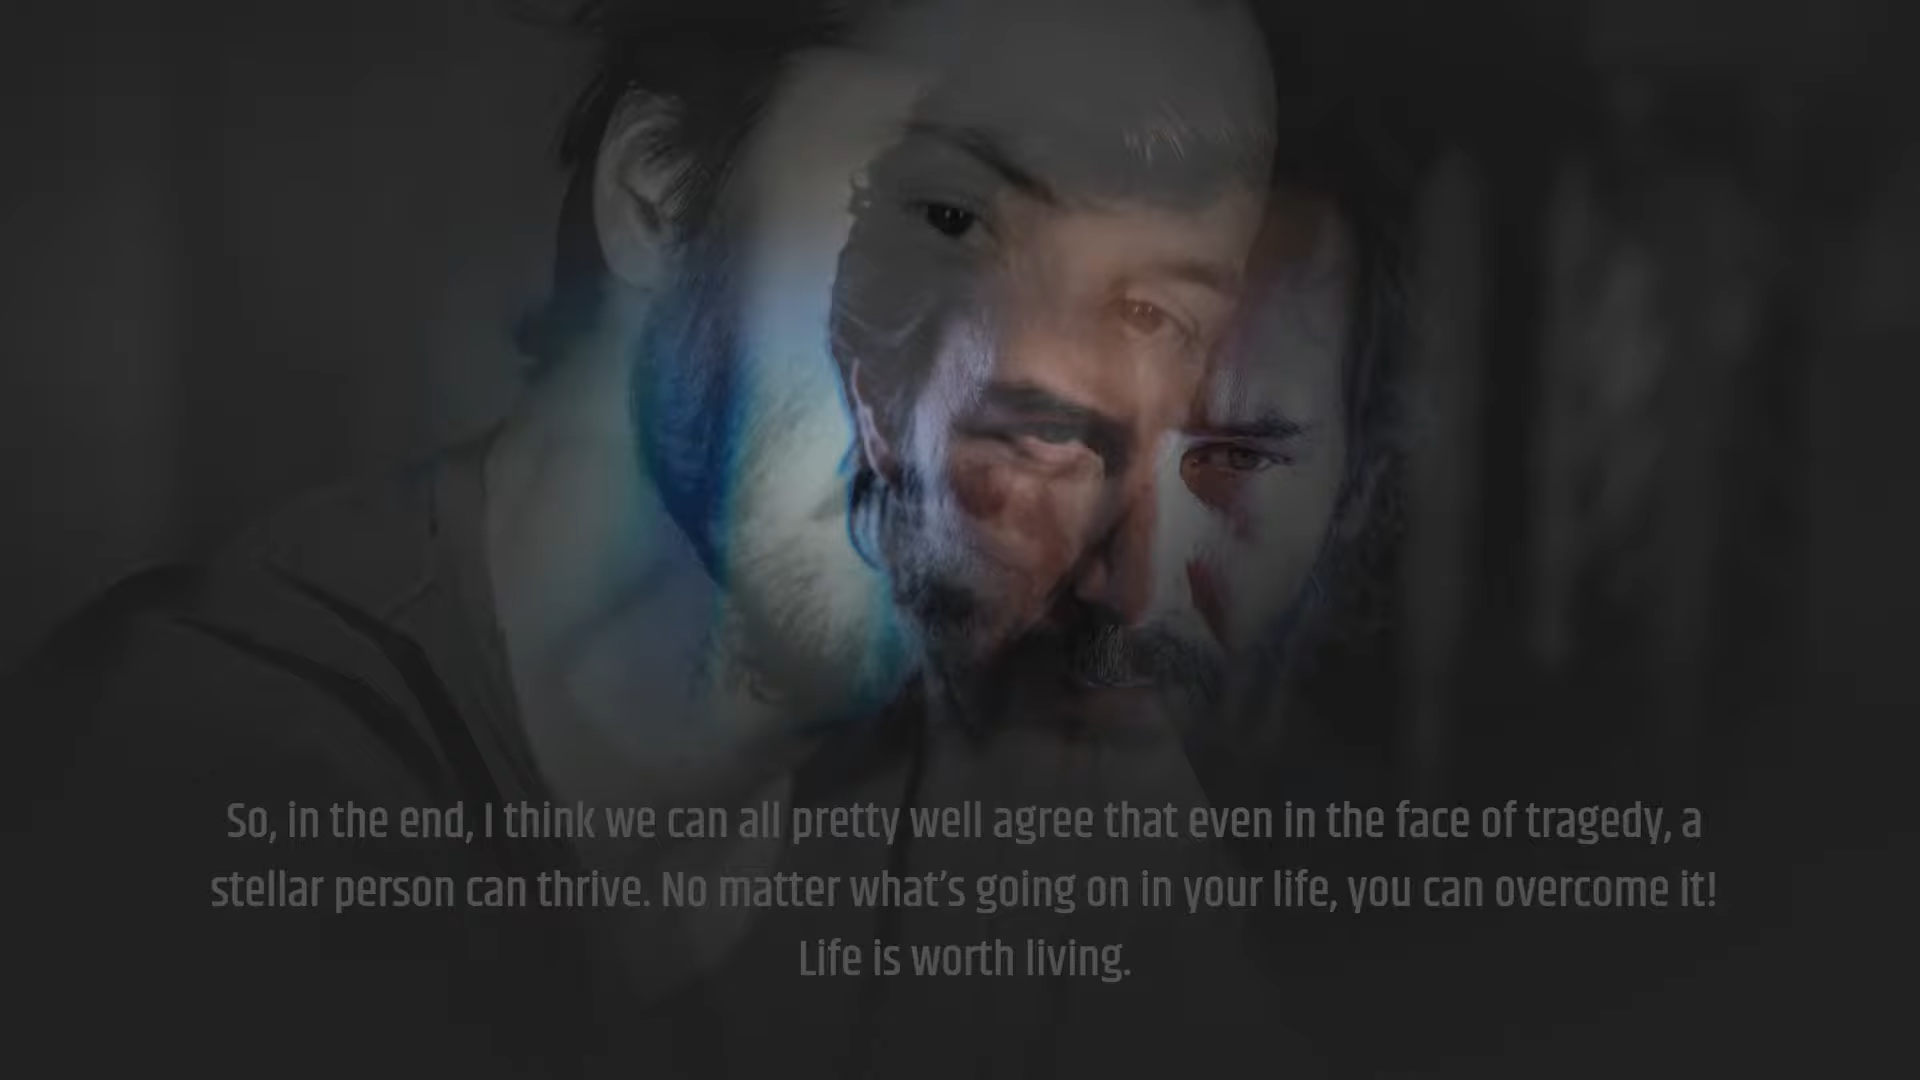 So, in the end, I think we can all pretty well agree that even in the face of tragedy, a
stellar person can thrive. No matter what’s going on in your life, you can overcome it!
Life is worth living.